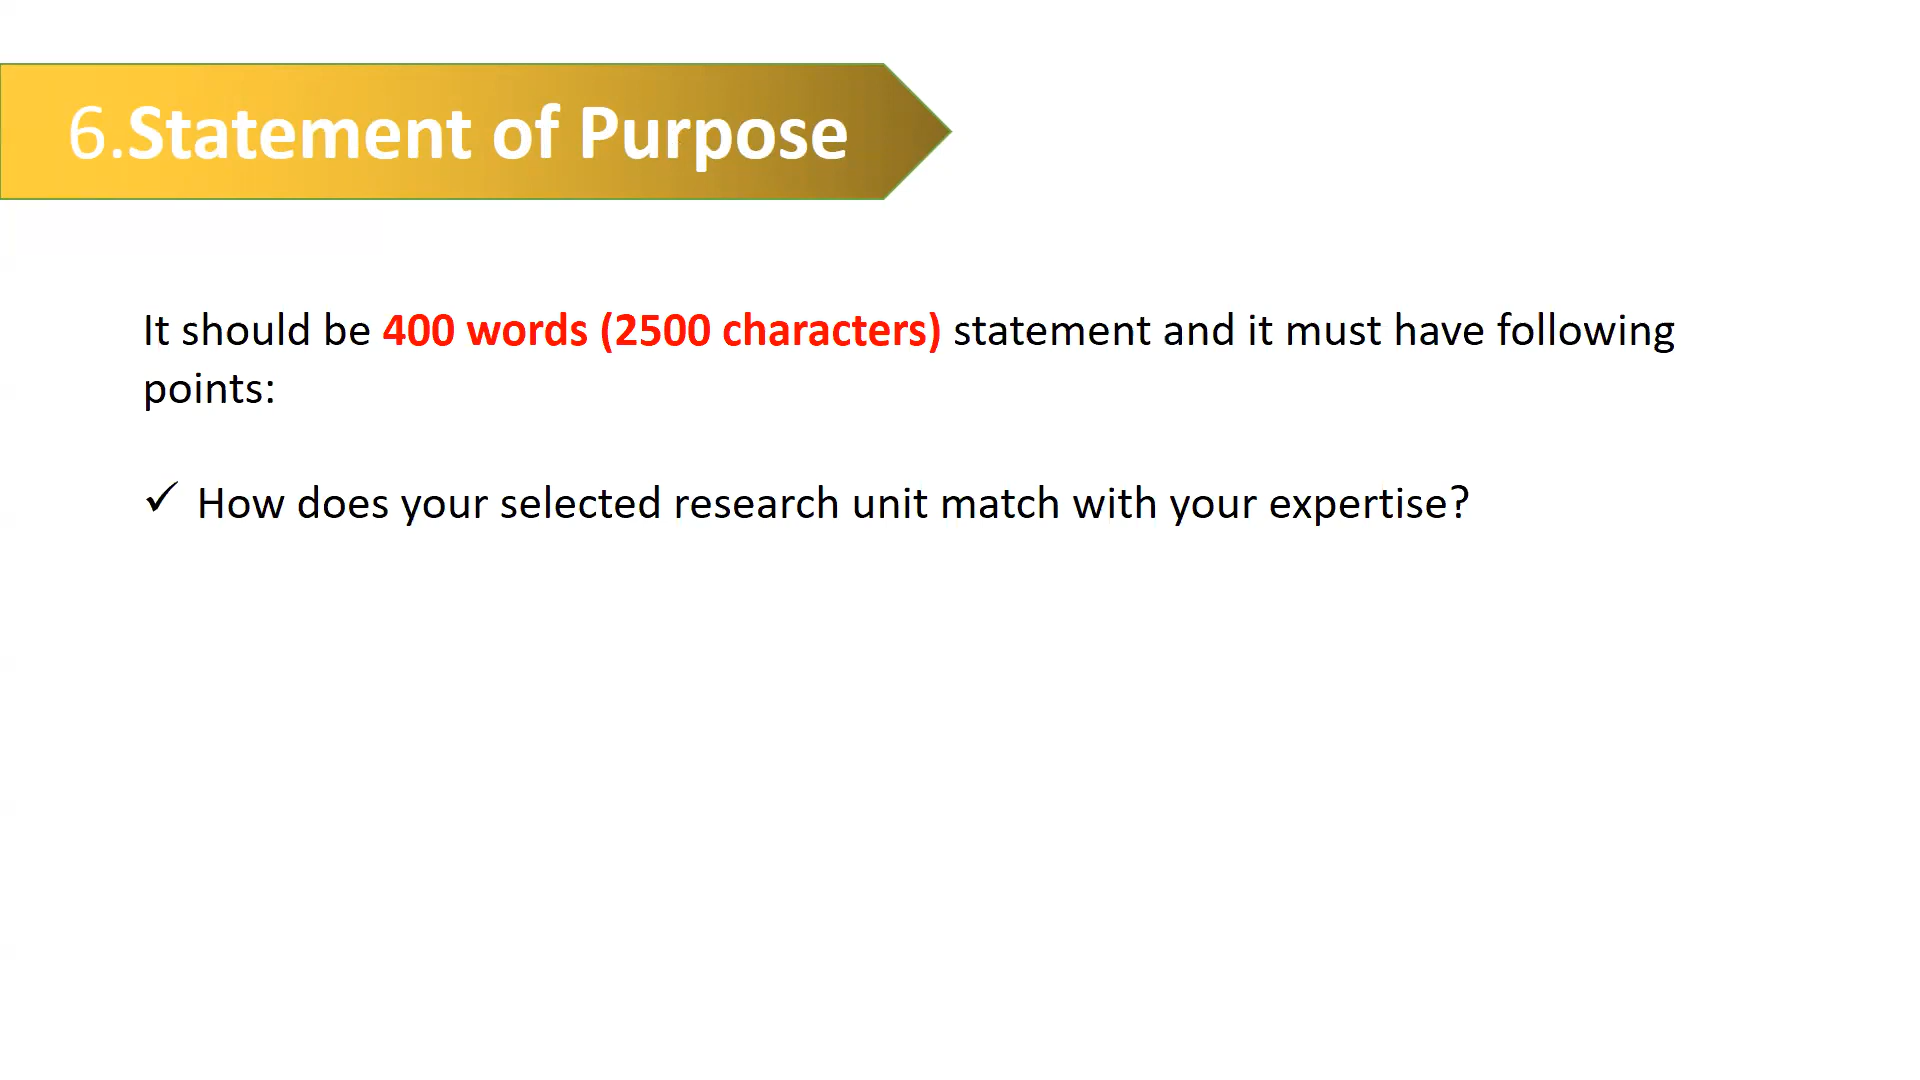 6.Statement of Purpose
It should be 400 words (2500 characters) statement and it must have following
points:
✓ How does your selected research unit match with your expertise?